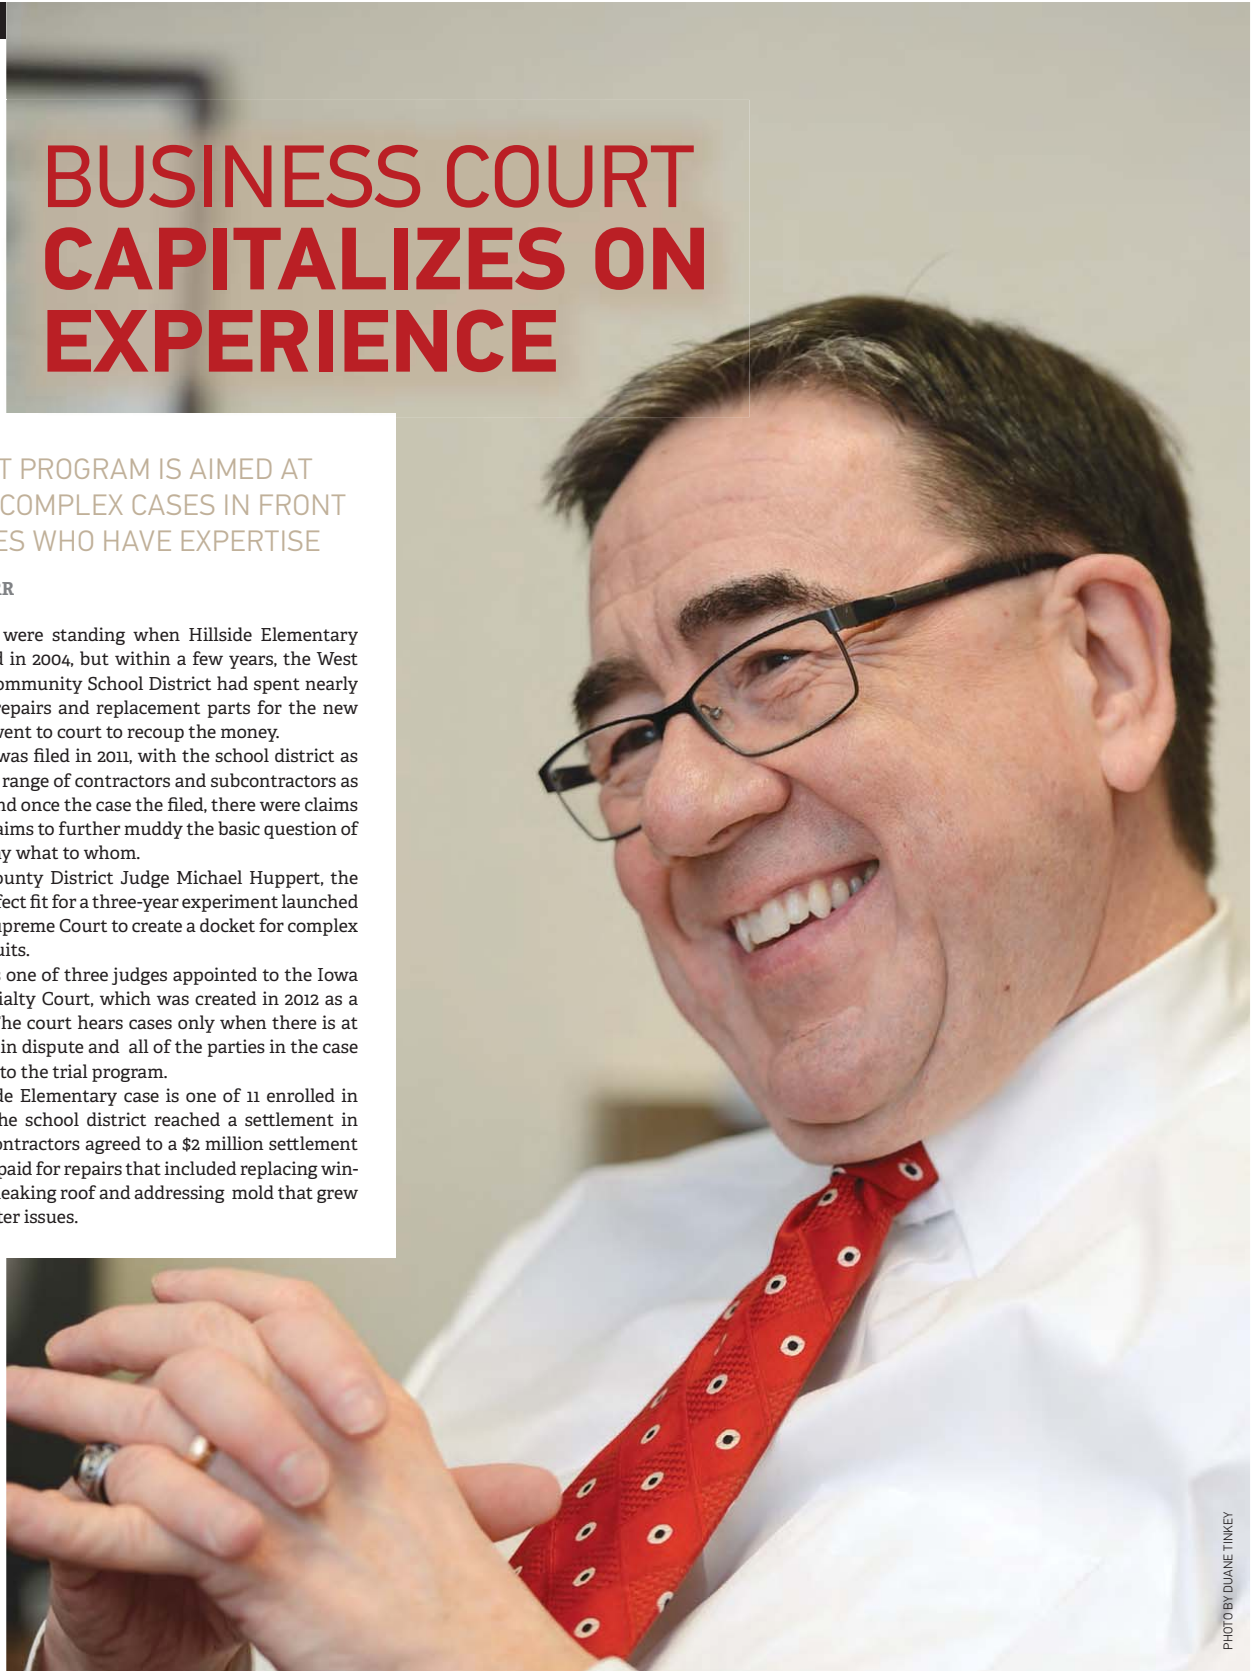 BUSINESS COURT
CAPITALIZES ON
EXPERIENCE
T PROGRAM IS AIMED AT
COMPLEX CASES IN FRONT
ES WHO HAVE EXPERTISE
RR
were standing when Hillside Elementary
d in 2004, but within a few years, the West
ommunity School District had spent nearly
repairs and replacement parts for the new
went to court to recoup the money.
was filed in 2011, with the school district as
range of contractors and subcontractors as
nd once the case the filed, there were claims
aims to further muddy the basic question of
ay what to whom.
ounty District Judge Michael Huppert, the
fect fit for a three-year experiment launched
upreme Court to create a docket for complex
uits.
one of three judges appointed to the Iowa
ialty Court, which was created in 2012 as a
The court hears cases only when there is at
in dispute and all of the parties in the case
to the trial program.
de Elementary case is one of 11 enrolled in
he school district reached a settlement in
ontractors agreed to a $2 million settlement
paid for repairs that included replacing win-
leaking roof and addressing mold that grew
ter issues.
PHOTO BY DUANE TINKEY